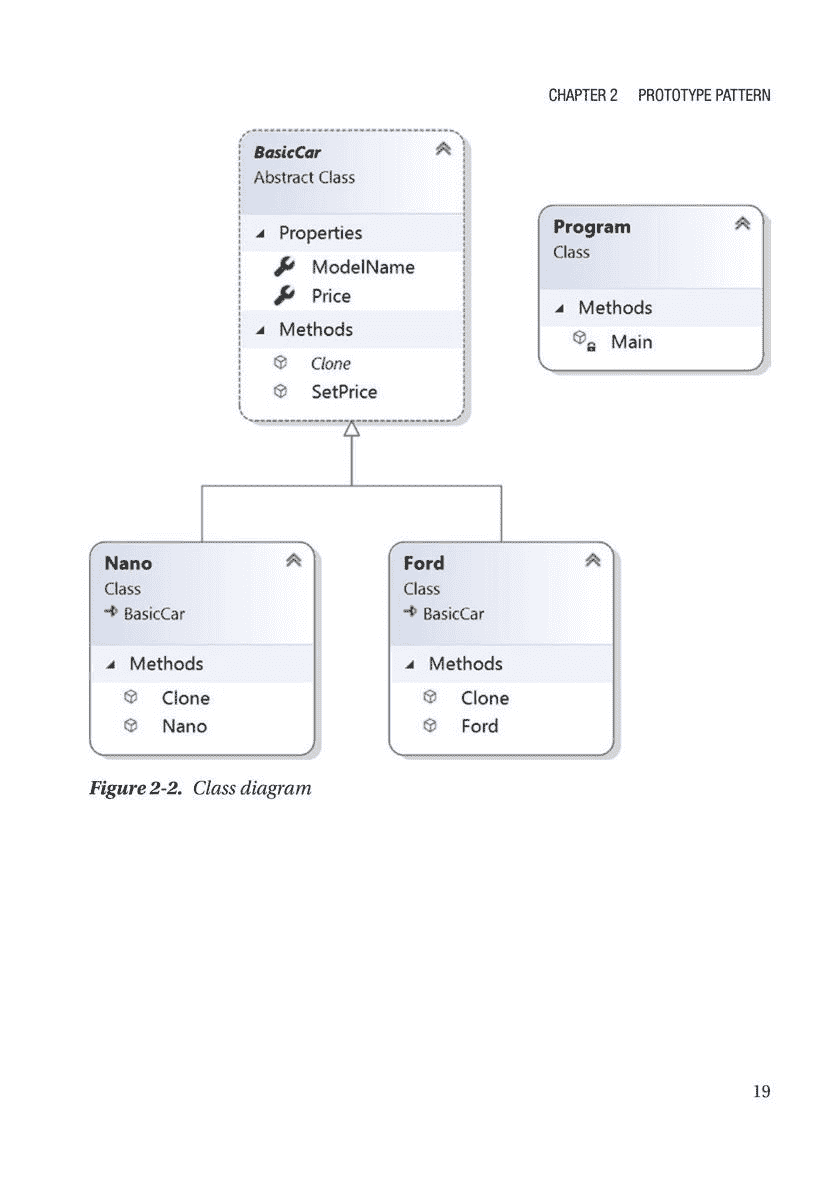 CHAPTER 2 PROTOTYPE PATTERN
BasicCar
Abstract Class
Properties
ModelName
Price
Methods
Clone
SetPrice
Program
Class
Methods
Main
Nano
Class
BasicCar
Methods
Clone
Nano
Ford
Class
BasicCar
Methods
Clone
Ford
Figure 2-2. Class diagram
19